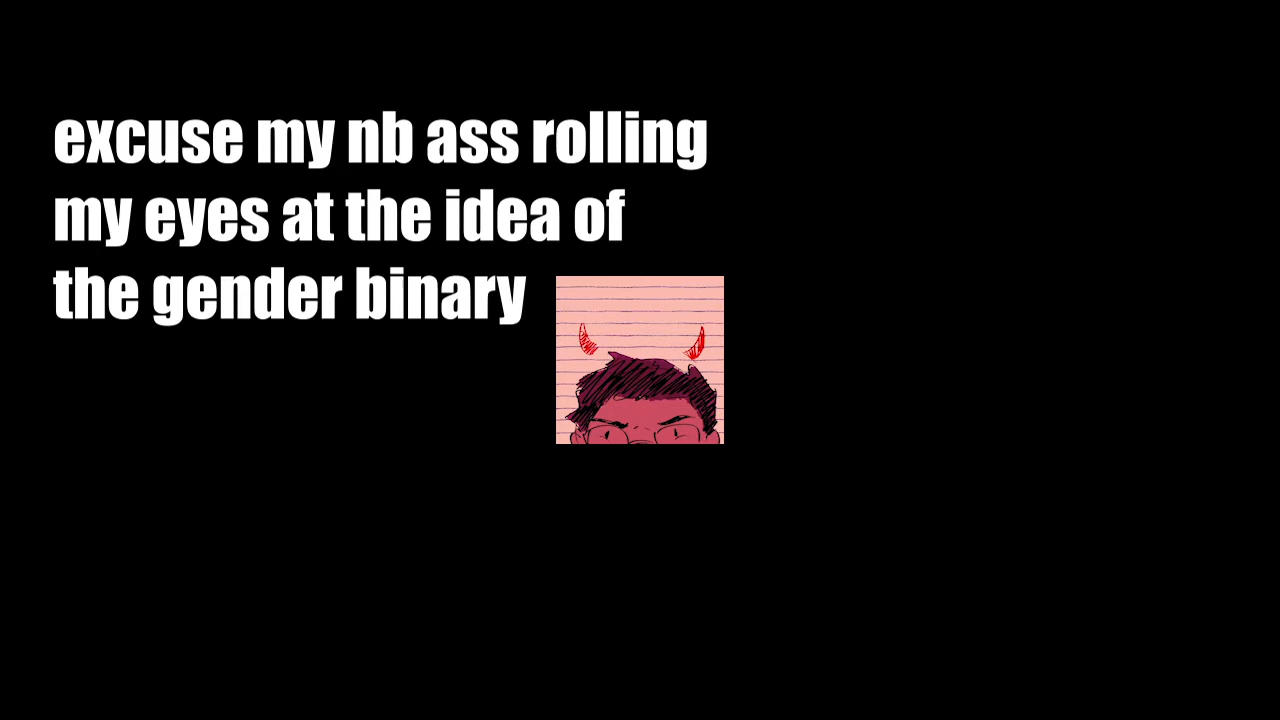 excuse my nb ass rolling
my eyes at the idea of
the gender binary